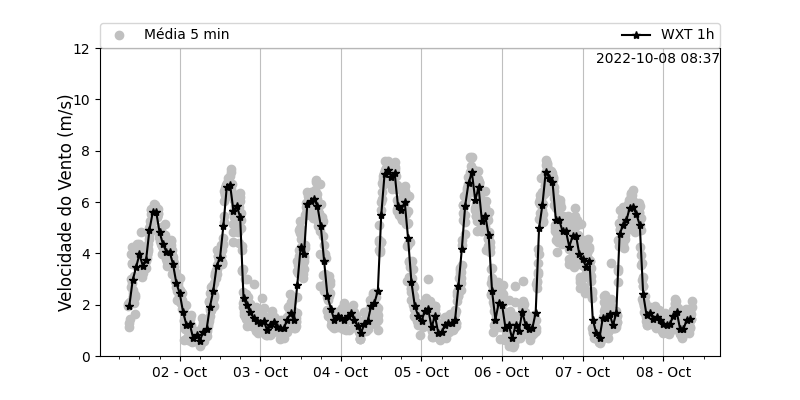 Média 5 min
WXT 1h
2022-10-08 08:37
Velocidade do Vento (m/s)
12
10
8
6
4
2
0
02 - Oct
03 - Oct
04 - Oct
05 - Oct
06 - Oct
07 - Oct
08 - Oct